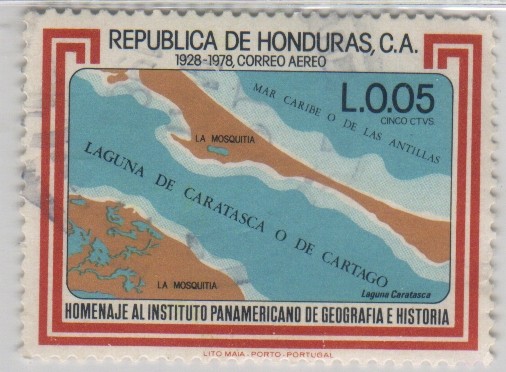 REPUBLICA DE HONDURAS, C.A.
1928-1978, CORREO AEREO
L.0.05
CINCO CTVS
MAR CARIBE O DE LAS ANTILLAS
LA MOSQUITIA
LAGUNA DE CARATASCA O DE CARTAGO
LA MOSQUITIA
Laguna Caratasca
HOMENAJE AL INSTITUTO PANAMERICANO DE GEOGRAFIA E HISTORIA
LITO MAIA - PORTO - PORTUGAL